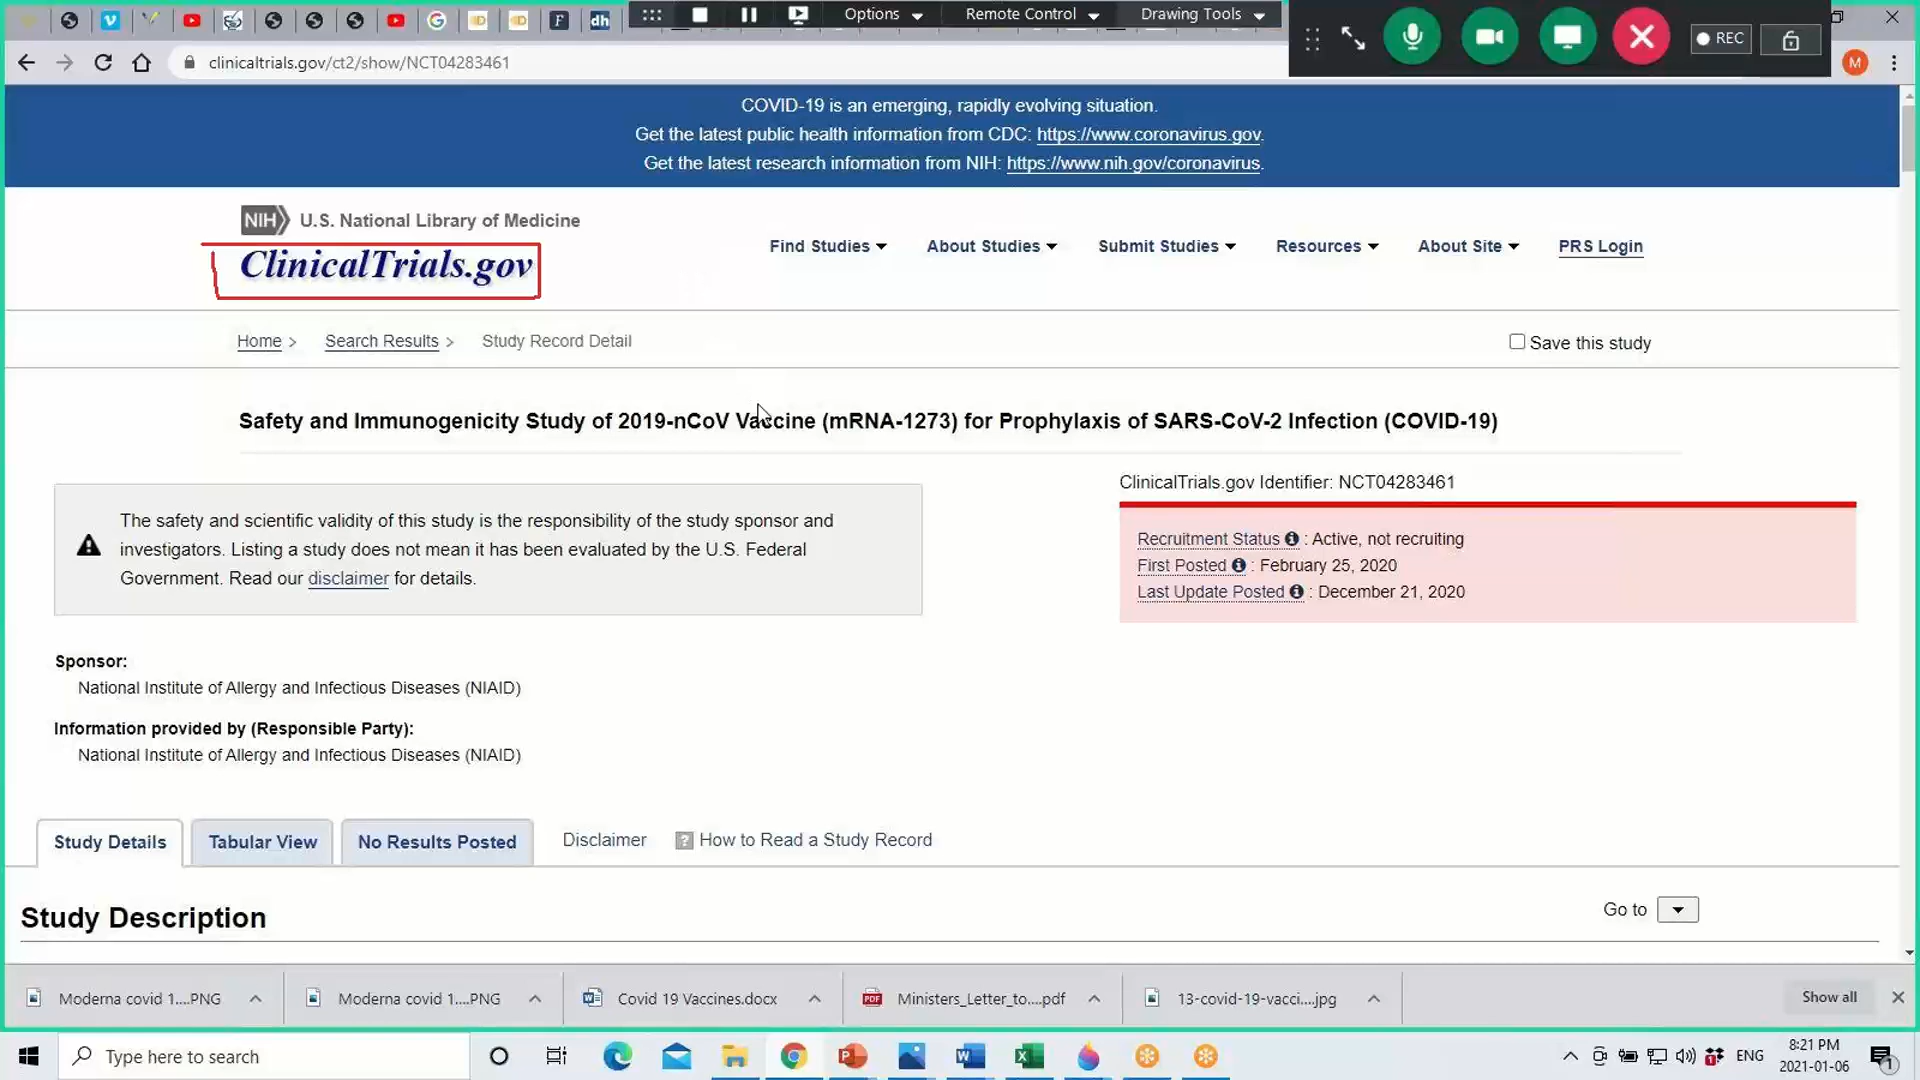 Options
Remote Control
Drawing Tools
REC
clinicaltrials.gov/ct2/show/NCT04283461
M
COVID-19 is an emerging, rapidly evolving situation.
Get the latest public health information from CDC: https://www.coronavirus.gov.
Get the latest research information from NIH: https://www.nih.gov/coronavirus.
NIH U.S. National Library of Medicine
ClinicalTrials.gov
Find Studies About Studies Submit Studies Resources About Site PRS Login
Home > Search Results > Study Record Detail
Save this study
Safety and Immunogenicity Study of 2019-nCoV Vaccine (mRNA-1273) for Prophylaxis of SARS-CoV-2 Infection (COVID-19)
The safety and scientific validity of this study is the responsibility of the study sponsor and
investigators. Listing a study does not mean it has been evaluated by the U.S. Federal
Government. Read our disclaimer for details.
ClinicalTrials.gov Identifier: NCT04283461
Recruitment Status : Active, not recruiting
First Posted : February 25, 2020
Last Update Posted : December 21, 2020
Sponsor:
National Institute of Allergy and Infectious Diseases (NIAID)
Information provided by (Responsible Party):
National Institute of Allergy and Infectious Diseases (NIAID)
Study Details Tabular View No Results Posted Disclaimer ? How to Read a Study Record
Study Description
Go to
Moderna covid 1....PNG
Moderna covid 1....PNG
Covid 19 Vaccines.docx
Ministers_Letter_to....pdf
13-covid-19-vacci....jpg
Show all
Type here to search
ENG
8:21 PM
2021-01-06